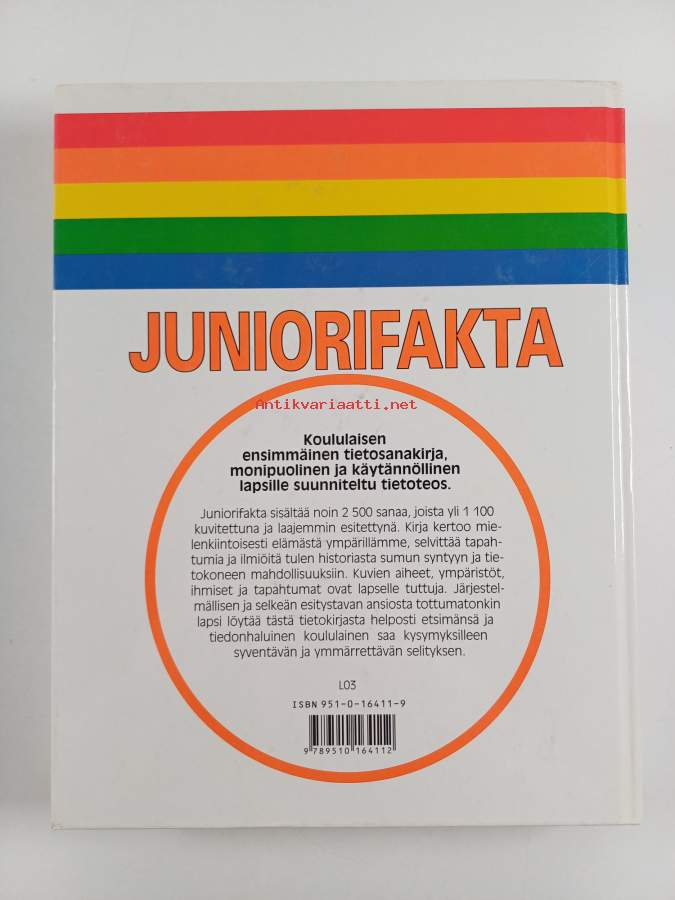 JUNIORIFAKTA
Antikvariaatti.net
Koululaisen
ensimmäinen tietosanakirja,
monipuolinen ja käytännöllinen
lapsille suunniteltu tietoteos.
Juniorifakta sisältää noin 2 500 sanaa, joista yli 1 100
kuvitettuna ja laajemmin esitettynä. Kirja kertoo mie-
lenkiintoisesti elämästä ympärillämme, selvittää tapah-
tumia ja ilmiöitä tulen historiasta sumun syntyyn ja tie-
tokoneen mahdollisuuksiin. Kuvien aiheet, ympäristöt,
ihmiset ja tapahtumat ovat lapselle tuttuja. Järjestel-
mällisen ja selkeän esitystavan ansiosta tottumatonkin
lapsi löytää tästä tietokirjasta helposti etsimänsä ja
tiedonhaluinen koululainen saa kysymyksilleen
syventävän ja ymmärrettävän selityksen.
L03
ISBN 951-0-16411-9
9 789510 164112